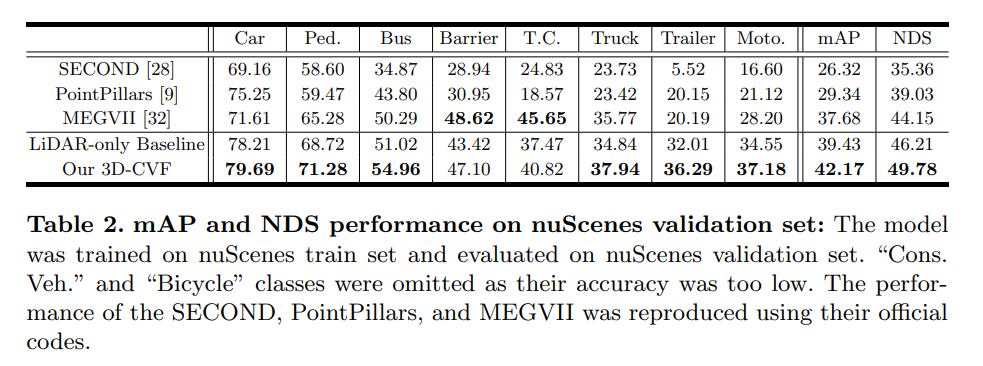 Car Ped. Bus Barrier T.C. Truck Trailer Moto. mAP NDS
SECOND [28] 69.16 58.60 34.87 28.94 24.83 23.73 5.52 16.60 26.32 35.36
PointPillars [9] 75.25 59.47 43.80 30.95 18.57 23.42 20.15 21.12 29.34 39.03
MEGVII [32] 71.61 65.28 50.29 48.62 45.65 35.77 20.19 28.20 37.68 44.15
LiDAR-only Baseline 78.21 68.72 51.02 43.42 37.47 34.84 32.01 34.55 39.43 46.21
Our 3D-CVF 79.69 71.28 54.96 47.10 40.82 37.94 36.29 37.18 42.17 49.78
Table 2. mAP and NDS performance on nuScenes validation set: The model
was trained on nuScenes train set and evaluated on nuScenes validation set. “Cons.
Veh.” and “Bicycle” classes were omitted as their accuracy was too low. The perfor-
mance of the SECOND, PointPillars, and MEGVII was reproduced using their official
codes.